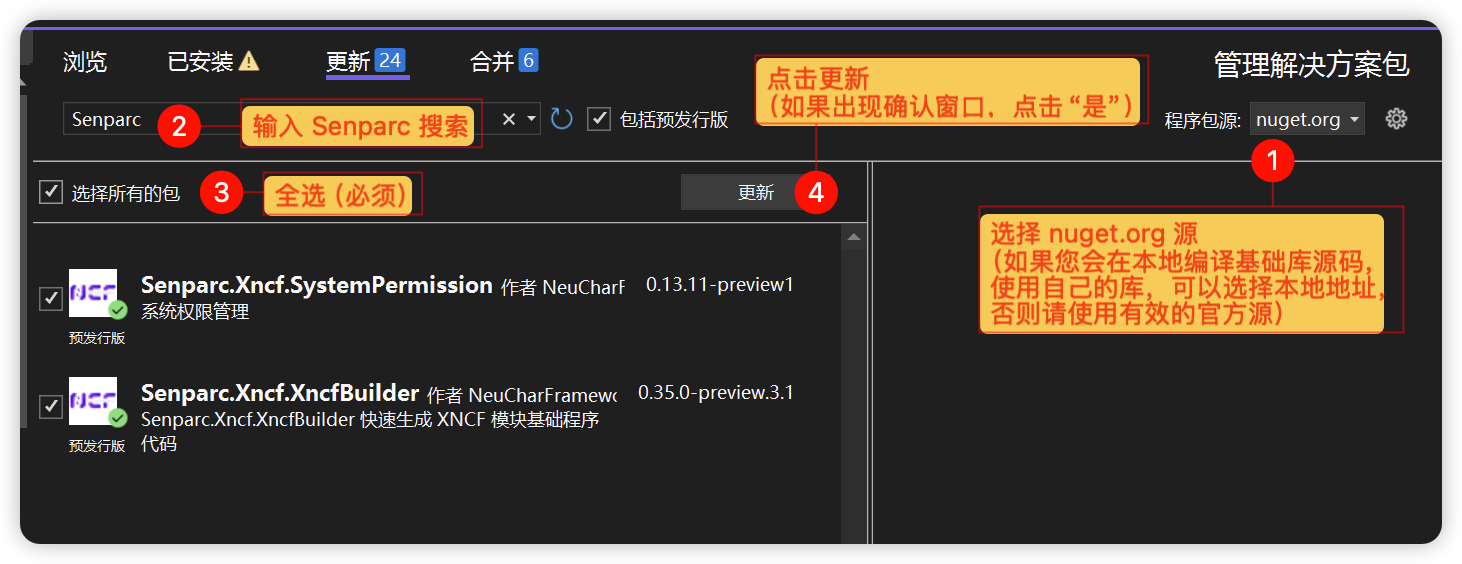 浏览
已安装
更新 24
合并 6
管理解决方案包
点击更新
（如果出现确认窗口，点击“是”）
Senparc
2
输入 Senparc 搜索
包括预发行版
程序包源:
nuget.org
1
选择所有的包
3
全选（必须）
更新
4
选择 nuget.org 源
（如果您会在本地编译基础库源码，
使用自己的库，可以选择本地地址，
否则请使用有效的官方源）
NCF
Senparc.Xncf.SystemPermission 作者 NeuCharF
0.13.11-preview1
系统权限管理
预发行版
NCF
Senparc.Xncf.XncfBuilder 作者 NeuCharFramewo
0.35.0-preview.3.1
Senparc.Xncf.XncfBuilder 快速生成 XNCF 模块基础程序
代码
预发行版